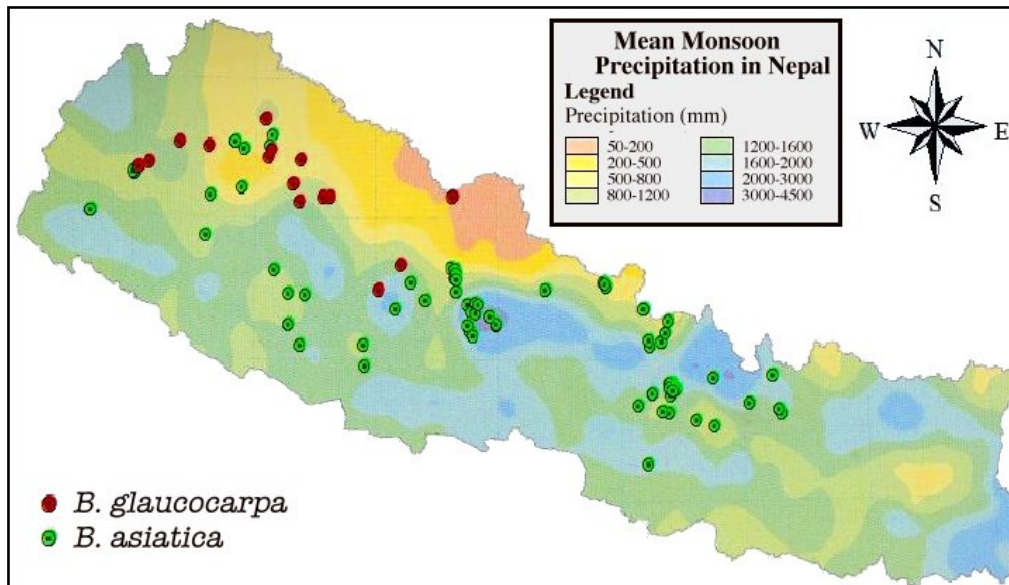 Mean Monsoon
Precipitation in Nepal
Legend
Precipitation (mm)
50-200
200-500
500-800
800-1200
1200-1600
1600-2000
2000-3000
3000-4500
N
W
E
S
B. glaucocarpa
B. asiatica